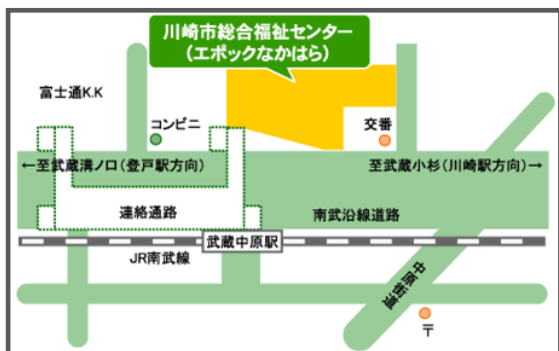 川崎市総合福祉センター
(エポックなかはら)
富士通K.K
コンビニ
交番
←至武蔵溝ノ口(登戸駅方向)
至武蔵小杉(川崎駅方向)→
連絡通路
南武沿線道路
武蔵中原駅
JR南武線
中原街道
〒